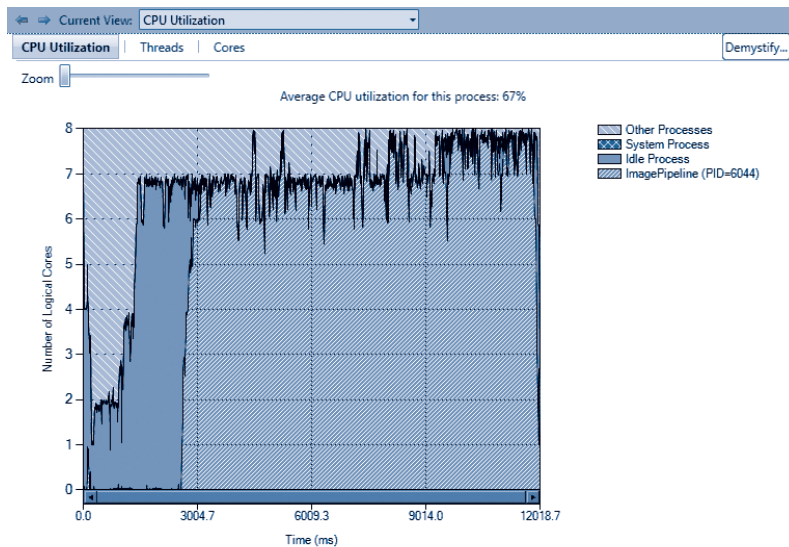 Current View: CPU Utilization
CPU Utilization Threads Cores Demystify...
Zoom
Average CPU utilization for this process: 67%
8
7
6
5
4
3
2
1
0
Number of Logical Cores
0.0 3004.7 6009.3 9014.0 12018.7
Time (ms)
Other Processes
System Process
Idle Process
ImagePipeline (PID=6044)